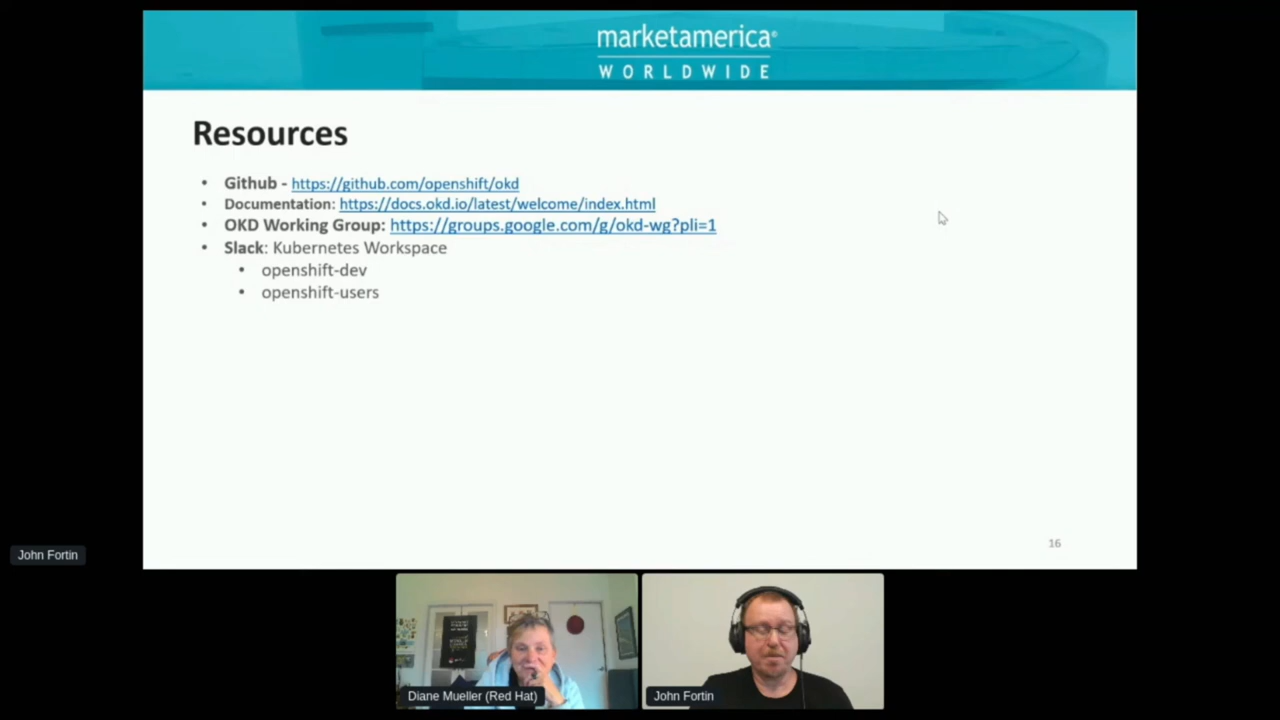 marketamerica®
WORLDWIDE
Resources
• Github - https://github.com/openshift/okd
• Documentation: https://docs.okd.io/latest/welcome/index.html
• OKD Working Group: https://groups.google.com/g/okd-wg?pli=1
• Slack: Kubernetes Workspace
• openshift-dev
• openshift-users
16
John Fortin
Diane Mueller (Red Hat)
John Fortin